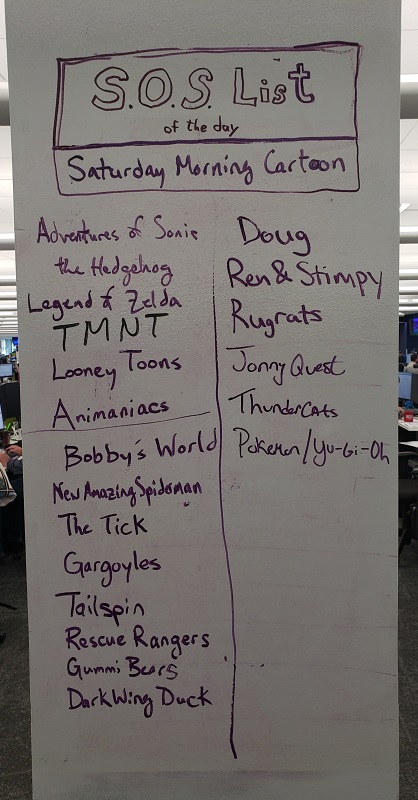 S.O.S. List
of the day
Saturday Morning Cartoon
Adventures of Sonic
the Hedgehog
Legend of Zelda
TMNT
Looney Toons
Animaniacs
Bobby's World
New Amazing Spiderman
The Tick
Gargoyles
Tailspin
Rescue Rangers
Gummi Bears
DarkWing Duck
Doug
Ren & Stimpy
Rugrats
Jonny Quest
ThunderCats
Pokemon/Yu-Gi-Oh